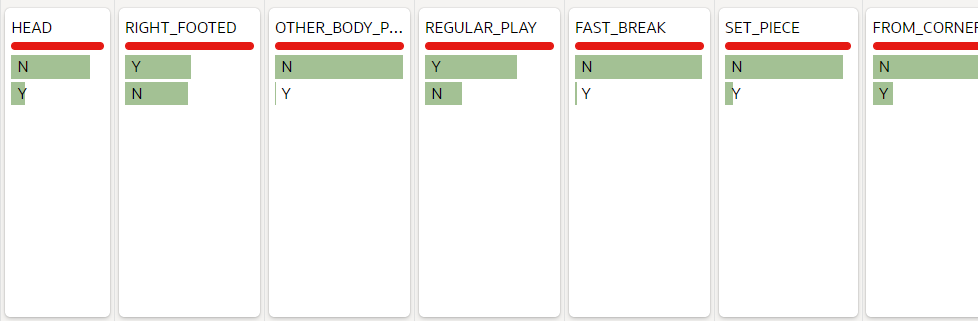 HEAD
N
Y
RIGHT_FOOTED
Y
N
OTHER_BODY_P...
N
Y
REGULAR_PLAY
Y
N
FAST_BREAK
N
Y
SET_PIECE
N
Y
FROM_CORNER
N
Y